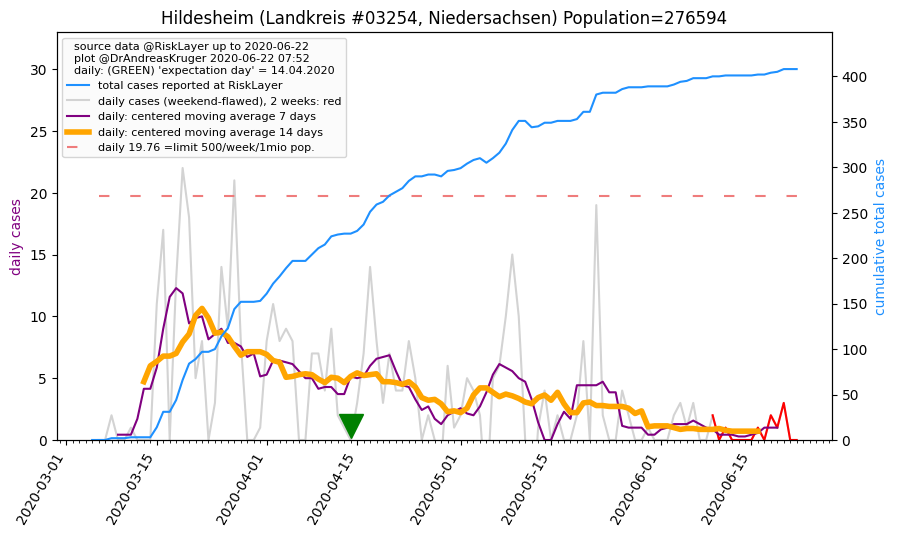 Hildesheim (Landkreis #03254, Niedersachsen) Population=276594
source data @RiskLayer up to 2020-06-22
plot @DrAndreasKruger 2020-06-22 07:52
daily: (GREEN) 'expectation day' = 14.04.2020
total cases reported at RiskLayer
daily cases (weekend-flawed), 2 weeks: red
daily: centered moving average 7 days
daily: centered moving average 14 days
daily 19.76 =limit 500/week/1mio pop.
daily cases
30
25
20
15
10
5
0
cumulative total cases
400
350
300
250
200
150
100
50
0
2020-03-01
2020-03-15
2020-04-01
2020-04-15
2020-05-01
2020-05-15
2020-06-01
2020-06-15